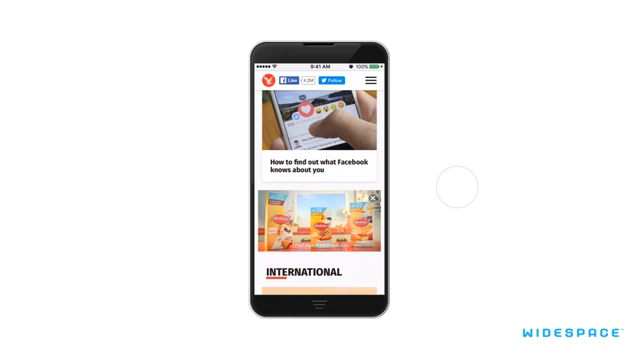 9:41 AM
100%
Like
4.2M
Follow
How to find out what Facebook
knows about you
INTERNATIONAL
WIDESPACE